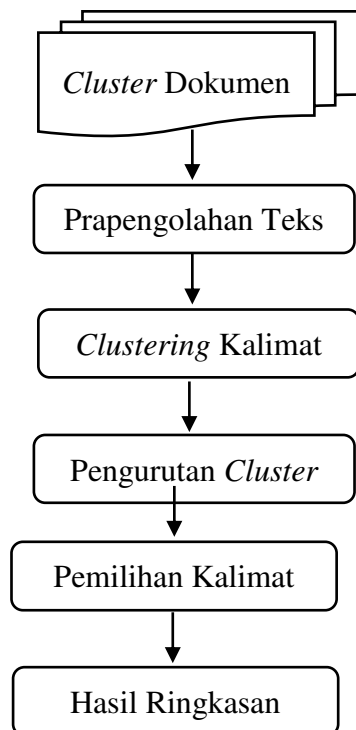 Cluster Dokumen
Prapengolahan Teks
Clustering Kalimat
Pengurutan Cluster
Pemilihan Kalimat
Hasil Ringkasan